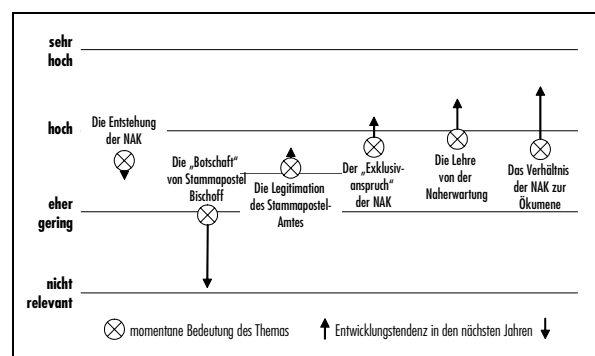 sehr
hoch
hoch
eher
gering
nicht
relevant
Die Entstehung
der NAK
Die „Botschaft“
von Stammapostel
Bischoff
Die Legitimation
des Stammapostel-
Amtes
Der „Exklusiv-
anspruch“
der NAK
Die Lehre
von der
Naherwartung
Das Verhältnis
der NAK zur
Ökumene
momentane Bedeutung des Themas
Entwicklungstendenz in den nächsten Jahren